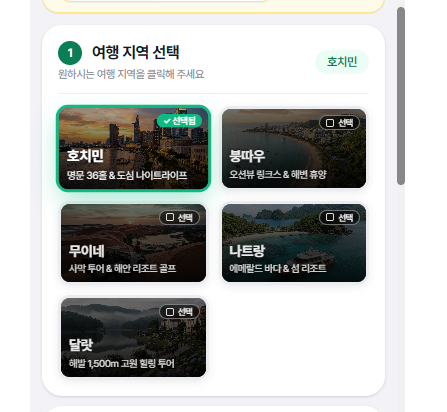 1 여행 지역 선택
호치민
원하시는 여행 지역을 클릭해 주세요
✓ 선택됨
호치민
명문 36홀 & 도심 나이트라이프
선택
붕따우
오션뷰 링크스 & 해변 휴양
선택
무이네
사막 투어 & 해안 리조트 골프
선택
나트랑
에메랄드 바다 & 섬 리조트
선택
달랏
해발 1,500m 고원 힐링 투어